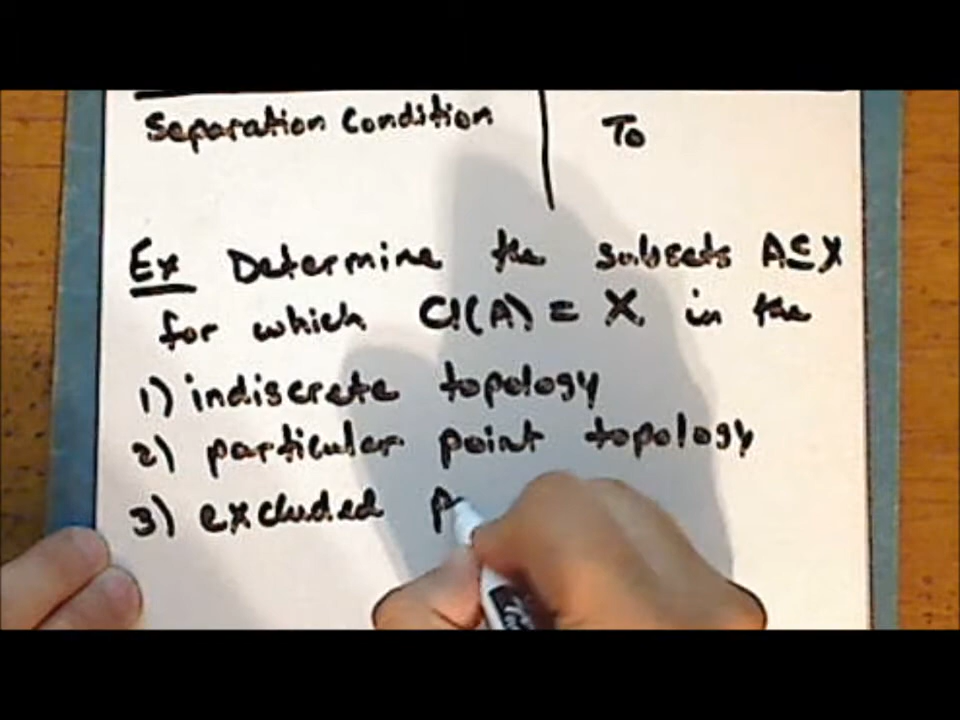 Separation Condition
To
Ex Determine the subsets A⊆X
for which Cl(A) = X in the
1) indiscrete topology
2) particular point topology
3) excluded p